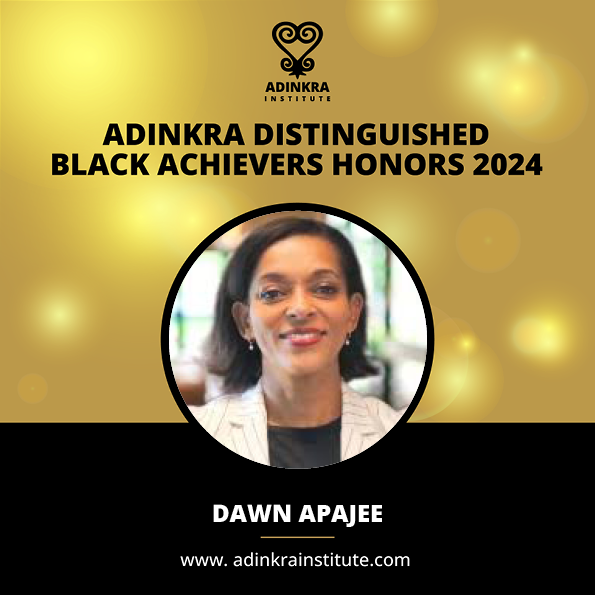 ADINKRA
INSTITUTE
ADINKRA DISTINGUISHED
BLACK ACHIEVERS HONORS 2024
DAWN APAJEE
www. adinkrainstitute.com